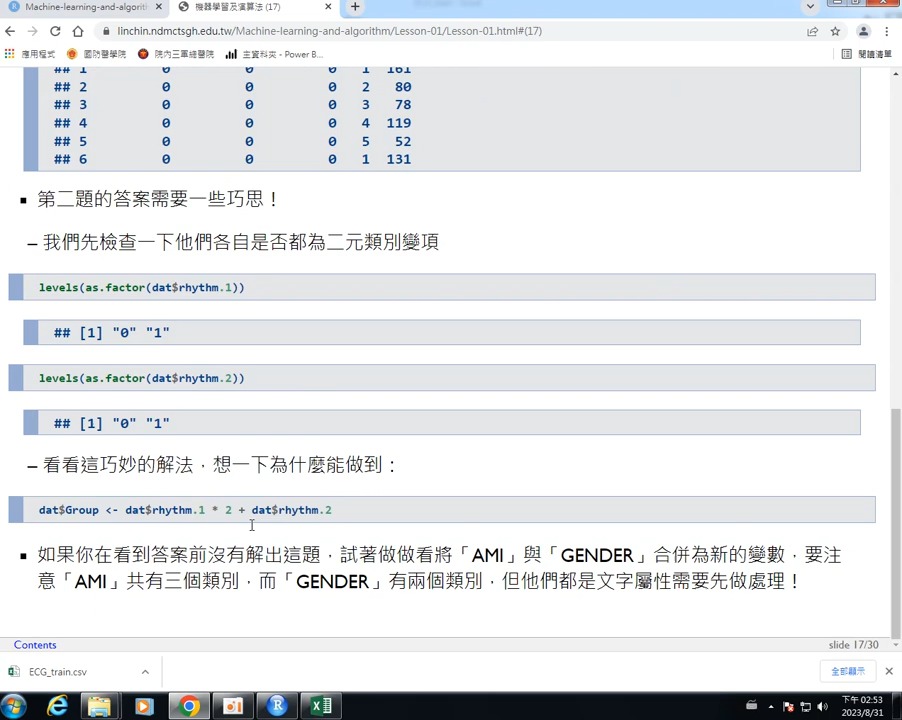 Machine-learning-and-algorith
機器學習及演算法 (17)
linchin.ndmctsgh.edu.tw/Machine-learning-and-algorithm/Lesson-01/Lesson-01.html#(17)
應用程式
國防醫學院
院內三軍總醫院
主資料夾 - Power B...
閱讀清單
## 1 0 0 0 1 161
## 2 0 0 0 2 80
## 3 0 0 0 3 78
## 4 0 0 0 4 119
## 5 0 0 0 5 52
## 6 0 0 0 1 131
第二題的答案需要一些巧思！
– 我們先檢查一下他們各自是否都為二元類別變項
levels(as.factor(dat$rhythm.1))
## [1] "0" "1"
levels(as.factor(dat$rhythm.2))
## [1] "0" "1"
– 看看這巧妙的解法，想一下為什麼能做到：
dat$Group <- dat$rhythm.1 * 2 + dat$rhythm.2
如果你在看到答案前沒有解出這題，試著做做看將「AMI」與「GENDER」合併為新的變數，要注
意「AMI」共有三個類別，而「GENDER」有兩個類別，但他們都是文字屬性需要先做處理！
Contents
slide 17/30
ECG_train.csv
全部顯示
下午 02:53
2023/8/31